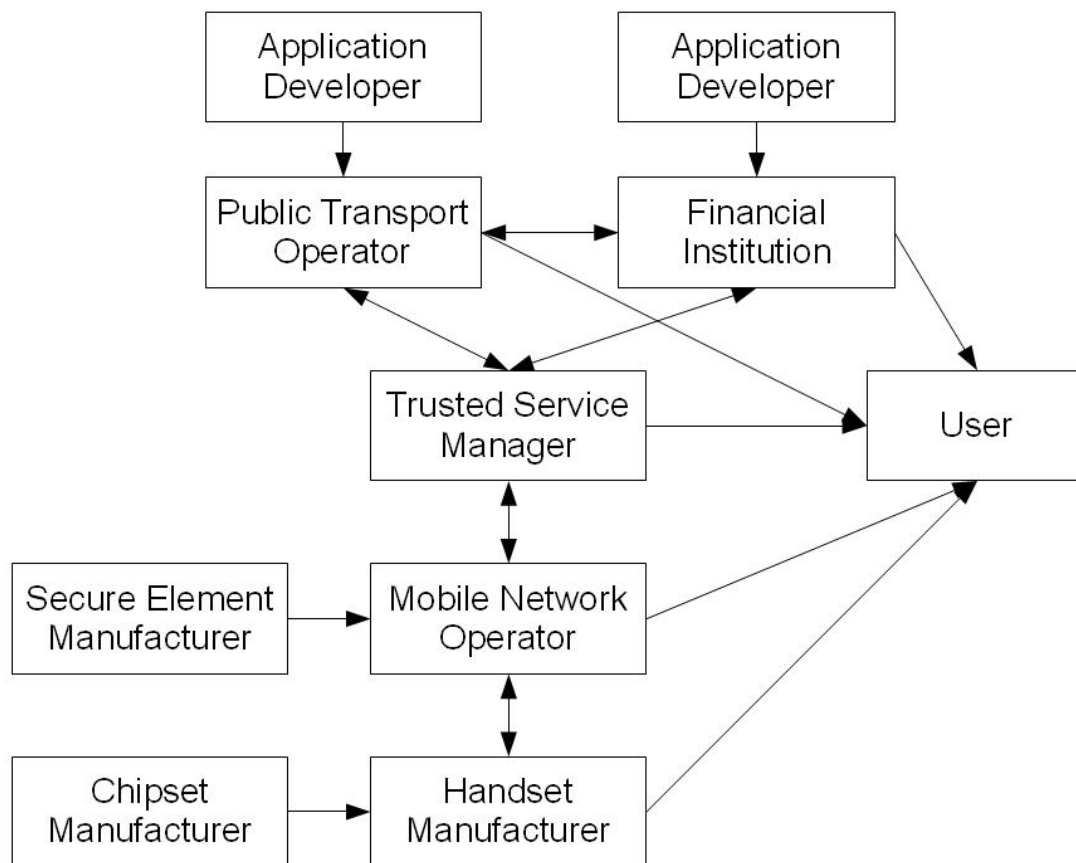 Application
Developer
Application
Developer
Public Transport
Operator
Financial
Institution
Trusted Service
Manager
User
Secure Element
Manufacturer
Mobile Network
Operator
Chipset
Manufacturer
Handset
Manufacturer